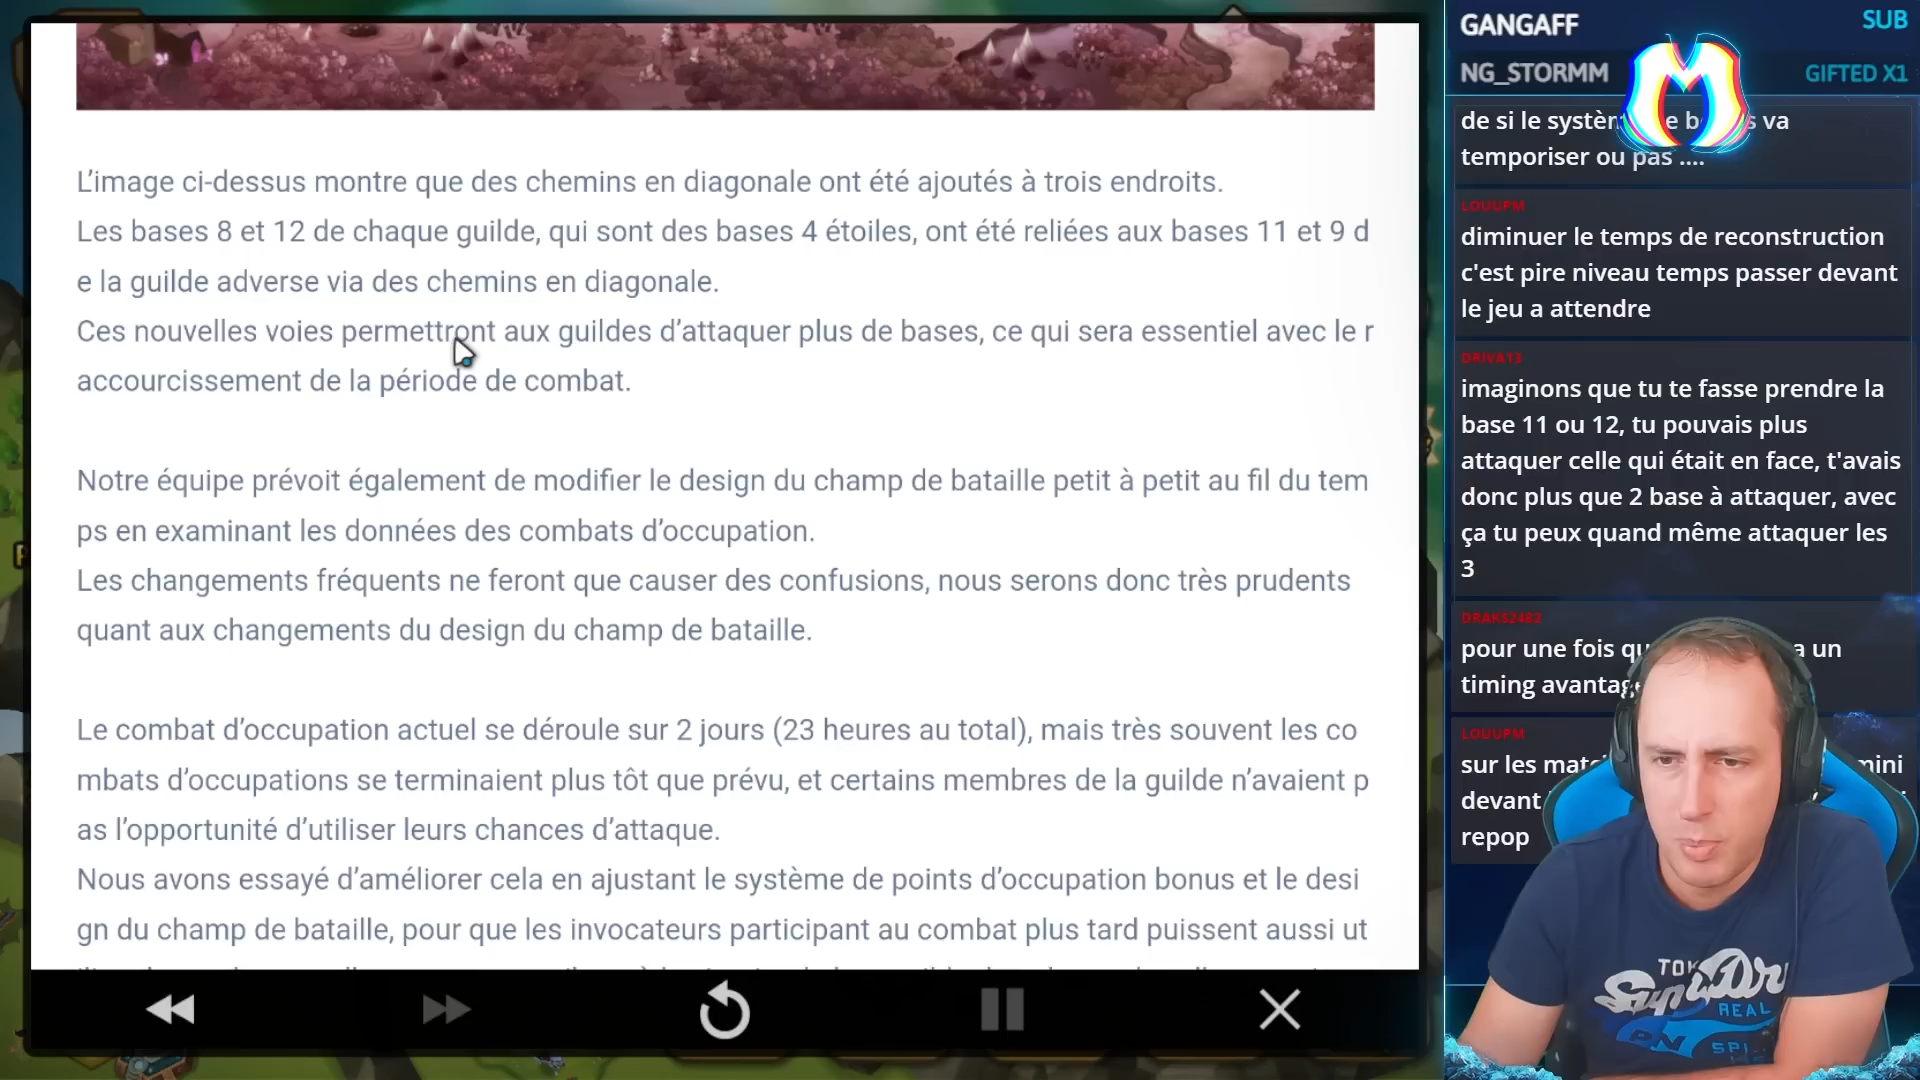 GANGAFF SUB
NG_STORMM GIFTED X1
L’image ci-dessus montre que des chemins en diagonale ont été ajoutés à trois endroits.
Les bases 8 et 12 de chaque guilde, qui sont des bases 4 étoiles, ont été reliées aux bases 11 et 9 d
e la guilde adverse via des chemins en diagonale.
Ces nouvelles voies permettront aux guildes d’attaquer plus de bases, ce qui sera essentiel avec le r
accourcissement de la période de combat.
Notre équipe prévoit également de modifier le design du champ de bataille petit à petit au fil du tem
ps en examinant les données des combats d’occupation.
Les changements fréquents ne feront que causer des confusions, nous serons donc très prudents
quant aux changements du design du champ de bataille.
Le combat d’occupation actuel se déroule sur 2 jours (23 heures au total), mais très souvent les co
mbats d’occupations se terminaient plus tôt que prévu, et certains membres de la guilde n’avaient p
as l’opportunité d’utiliser leurs chances d’attaque.
Nous avons essayé d’améliorer cela en ajustant le système de points d’occupation bonus et le desi
gn du champ de bataille, pour que les invocateurs participant au combat plus tard puissent aussi ut
de si le va
temporiser ou pas ....
LOUUPM
diminuer le temps de reconstruction
c'est pire niveau temps passer devant
le jeu a attendre
DRIVA13
imaginons que tu te fasse prendre la
base 11 ou 12, tu pouvais plus
attaquer celle qui était en face, t'avais
donc plus que 2 base à attaquer, avec
ça tu peux quand même attaquer les
3
DRAKS2482
pour une fois a un
timing
LOUUPM
sur les mini
devant
repop
REAL